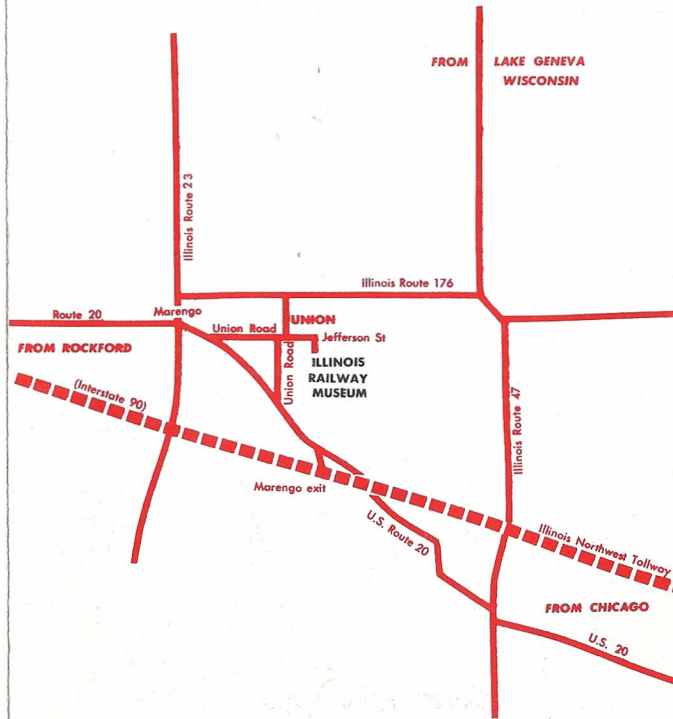 FROM LAKE GENEVA
WISCONSIN
Illinois Route 23
Illinois Route 176
Route 20
Marengo
UNION
Union Road
Jefferson St
FROM ROCKFORD
ILLINOIS
RAILWAY
MUSEUM
Union Road
(Interstate 90)
Illinois Route 47
Marengo exit
U.S. Route 20
Illinois Northwest Tollway
FROM CHICAGO
U.S. 20